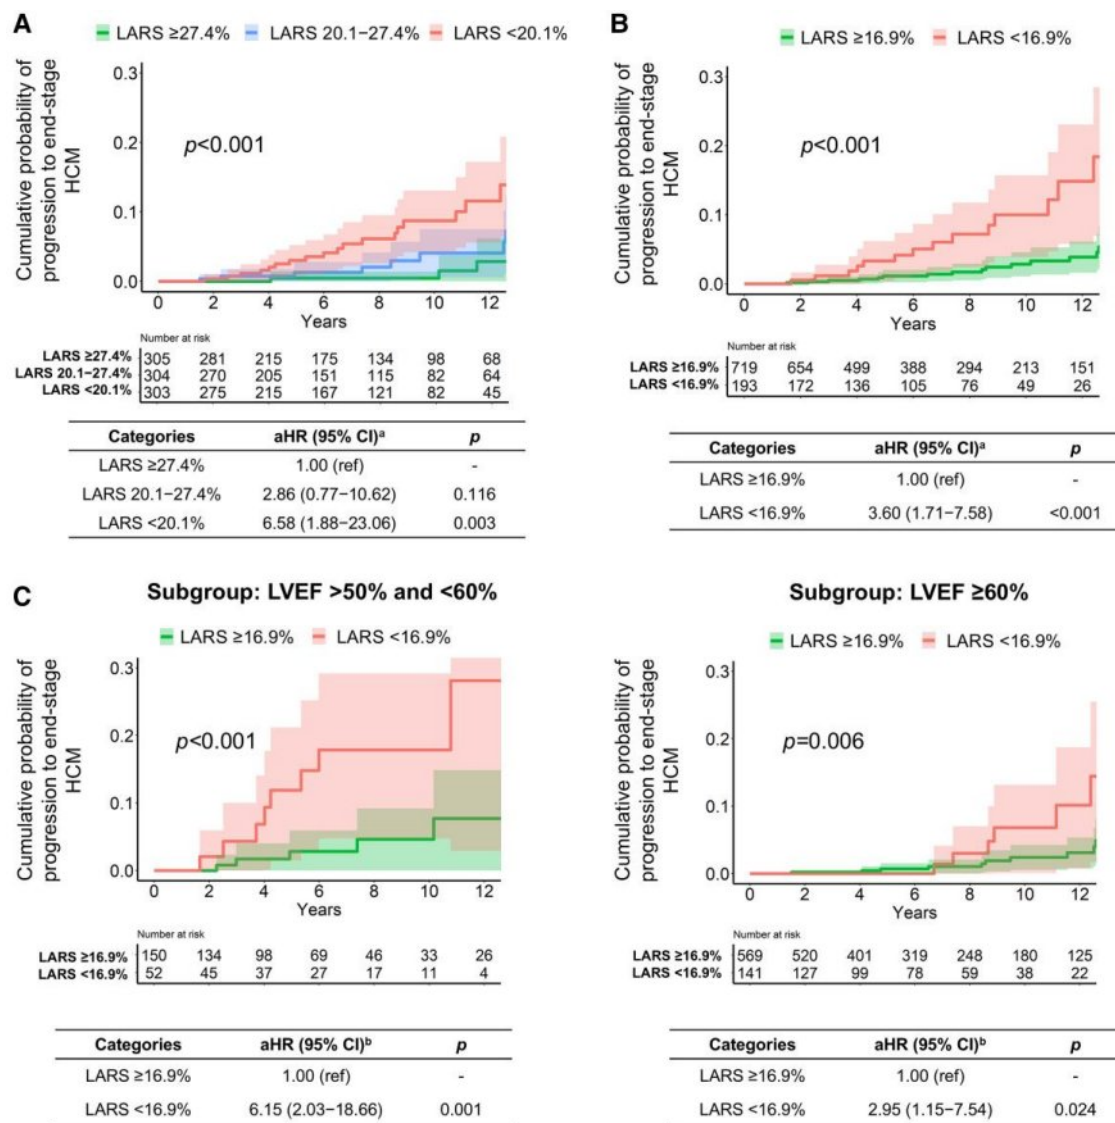 A
LARS ≥27.4% LARS 20.1−27.4% LARS <20.1%
Cumulative probability of
progression to end-stage
HCM
0.3
0.2
0.1
0.0
p<0.001
0 2 4 6 8 10 12
Years
Number at risk
LARS ≥27.4% 305 281 215 175 134 98 68
LARS 20.1−27.4% 304 270 205 151 115 82 64
LARS <20.1% 303 275 215 167 121 82 45
Categories aHR (95% CI)ᵃ p
LARS ≥27.4% 1.00 (ref) -
LARS 20.1−27.4% 2.86 (0.77−10.62) 0.116
LARS <20.1% 6.58 (1.88−23.06) 0.003
B
LARS ≥16.9% LARS <16.9%
Cumulative probability of
progression to end-stage
HCM
0.3
0.2
0.1
0.0
p<0.001
0 2 4 6 8 10 12
Years
Number at risk
LARS ≥16.9% 719 654 499 388 294 213 151
LARS <16.9% 193 172 136 105 76 49 26
Categories aHR (95% CI)ᵃ p
LARS ≥16.9% 1.00 (ref) -
LARS <16.9% 3.60 (1.71−7.58) <0.001
C
Subgroup: LVEF >50% and <60%
LARS ≥16.9% LARS <16.9%
Cumulative probability of
progression to end-stage
HCM
0.3
0.2
0.1
0.0
p<0.001
0 2 4 6 8 10 12
Years
Number at risk
LARS ≥16.9% 150 134 98 69 46 33 26
LARS <16.9% 52 45 37 27 17 11 4
Categories aHR (95% CI)ᵇ p
LARS ≥16.9% 1.00 (ref) -
LARS <16.9% 6.15 (2.03−18.66) 0.001
Subgroup: LVEF ≥60%
LARS ≥16.9% LARS <16.9%
Cumulative probability of
progression to end-stage
HCM
0.3
0.2
0.1
0.0
p=0.006
0 2 4 6 8 10 12
Years
Number at risk
LARS ≥16.9% 569 520 401 319 248 180 125
LARS <16.9% 141 127 99 78 59 38 22
Categories aHR (95% CI)ᵇ p
LARS ≥16.9% 1.00 (ref) -
LARS <16.9% 2.95 (1.15−7.54) 0.024